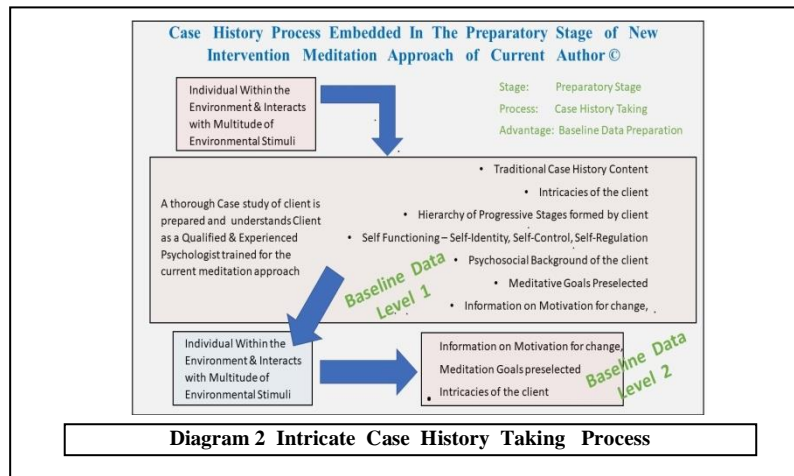 Case History Process Embedded In The Preparatory Stage of New
Intervention Meditation Approach of Current Author ©
Individual Within the
Environment & Interacts
with Multitude of
Environmental Stimuli
Stage: Preparatory Stage
Process: Case History Taking
Advantage: Baseline Data Preparation
A thorough Case study of client is
prepared and understands Client
as a Qualified & Experienced
Psychologist trained for the
current meditation approach
• Traditional Case History Content
• Intricacies of the client
• Hierarchy of Progressive Stages formed by client
• Self Functioning – Self-Identity, Self-Control, Self-Regulation
• Psychosocial Background of the client
• Meditative Goals Preselected
• Information on Motivation for change,
Baseline Data
Level 1
Individual Within the
Environment & Interacts
with Multitude of
Environmental Stimuli
Information on Motivation for change,
Meditation Goals preselected
• Intricacies of the client
Baseline Data
Level 2
Diagram 2 Intricate Case History Taking Process